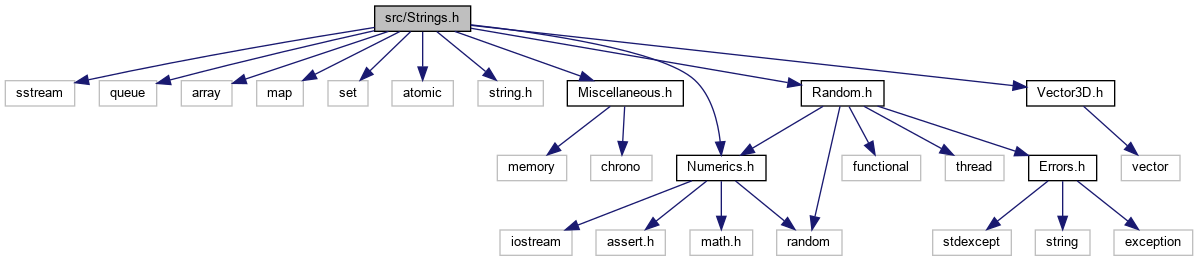 src/Strings.h
sstream
queue
array
map
set
atomic
string.h
Miscellaneous.h
Random.h
Vector3D.h
memory
chrono
Numerics.h
functional
thread
Errors.h
vector
iostream
assert.h
math.h
random
stdexcept
string
exception